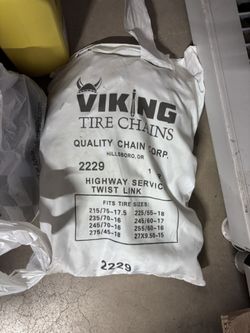 VIKING
TIRE CHAINS
QUALITY CHAIN CORP.
HILLSBORO, OR
2229
HIGHWAY SERVIC
TWIST LINK
FITS TIRE SIZES:
215/75-17.5 225/55-18
235/70-16 245/60-17
245/70-16 255/60-16
275/45-18 27X9.50-15
2229